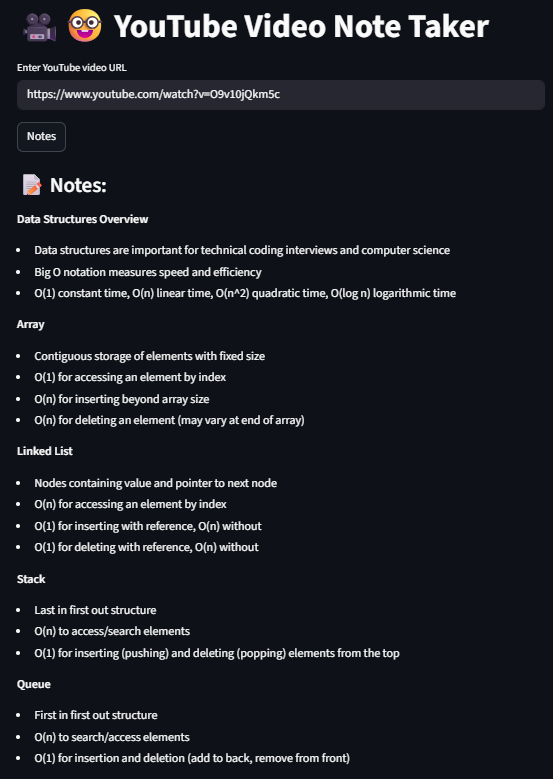 YouTube Video Note Taker
Enter YouTube video URL
https://www.youtube.com/watch?v=O9v10jQkm5c
Notes
Notes:
Data Structures Overview
• Data structures are important for technical coding interviews and computer science
• Big O notation measures speed and efficiency
• O(1) constant time, O(n) linear time, O(n^2) quadratic time, O(log n) logarithmic time
Array
• Contiguous storage of elements with fixed size
• O(1) for accessing an element by index
• O(n) for inserting beyond array size
• O(n) for deleting an element (may vary at end of array)
Linked List
• Nodes containing value and pointer to next node
• O(n) for accessing an element by index
• O(1) for inserting with reference, O(n) without
• O(1) for deleting with reference, O(n) without
Stack
• Last in first out structure
• O(n) to access/search elements
• O(1) for inserting (pushing) and deleting (popping) elements from the top
Queue
• First in first out structure
• O(n) to search/access elements
• O(1) for insertion and deletion (add to back, remove from front)